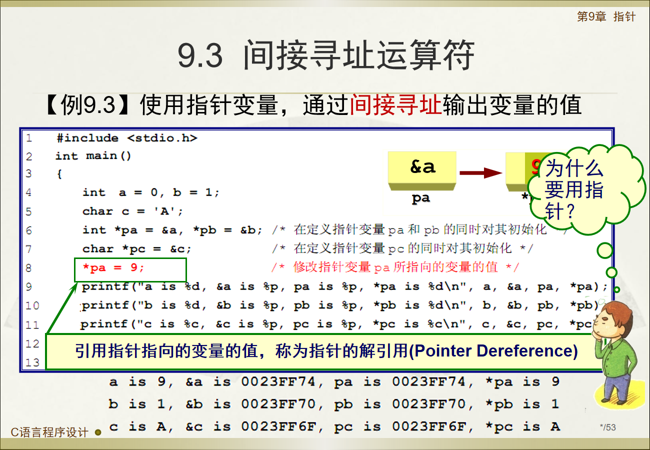 第9章 指针
9.3 间接寻址运算符
【例9.3】使用指针变量，通过间接寻址输出变量的值
1 #include <stdio.h>
2 int main()
3 {
4 int a = 0, b = 1;
5 char c = 'A';
6 int *pa = &a, *pb = &b; /* 在定义指针变量pa和pb的同时对其初始化 */
7 char *pc = &c; /* 在定义指针变量pc的同时对其初始化 */
8 *pa = 9; /* 修改指针变量pa所指向的变量的值 */
9 printf("a is %d, &a is %p, pa is %p, *pa is %d\n", a, &a, pa, *pa);
10 printf("b is %d, &b is %p, pb is %p, *pb is %d\n", b, &b, pb, *pb)
11 printf("c is %c, &c is %p, pc is %p, *pc is %c\n", c, &c, pc, *pc
12
13
&a
pa
为什么
要用指
针？
引用指针指向的变量的值，称为指针的解引用(Pointer Dereference)
a is 9, &a is 0023FF74, pa is 0023FF74, *pa is 9
b is 1, &b is 0023FF70, pb is 0023FF70, *pb is 1
c is A, &c is 0023FF6F, pc is 0023FF6F, *pc is A
C语言程序设计
*/53